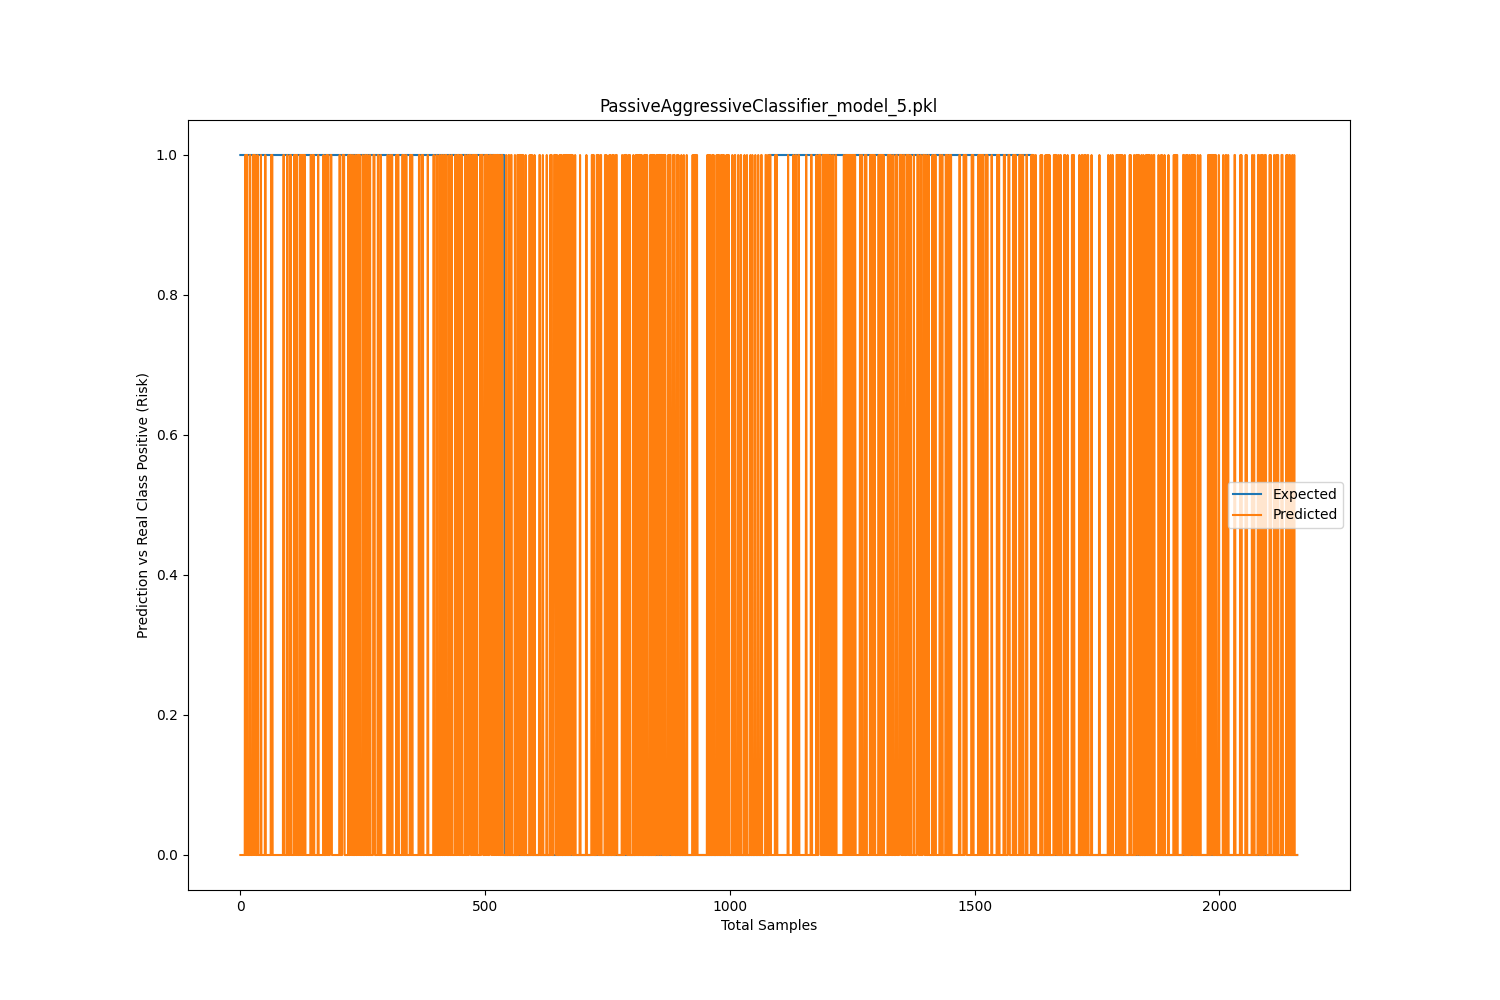 PassiveAggressiveClassifier_model_5.pkl
1.0
0.8
0.6
0.4
0.2
0.0
Prediction vs Real Class Positive (Risk)
Expected
Predicted
0
500
1000
1500
2000
Total Samples